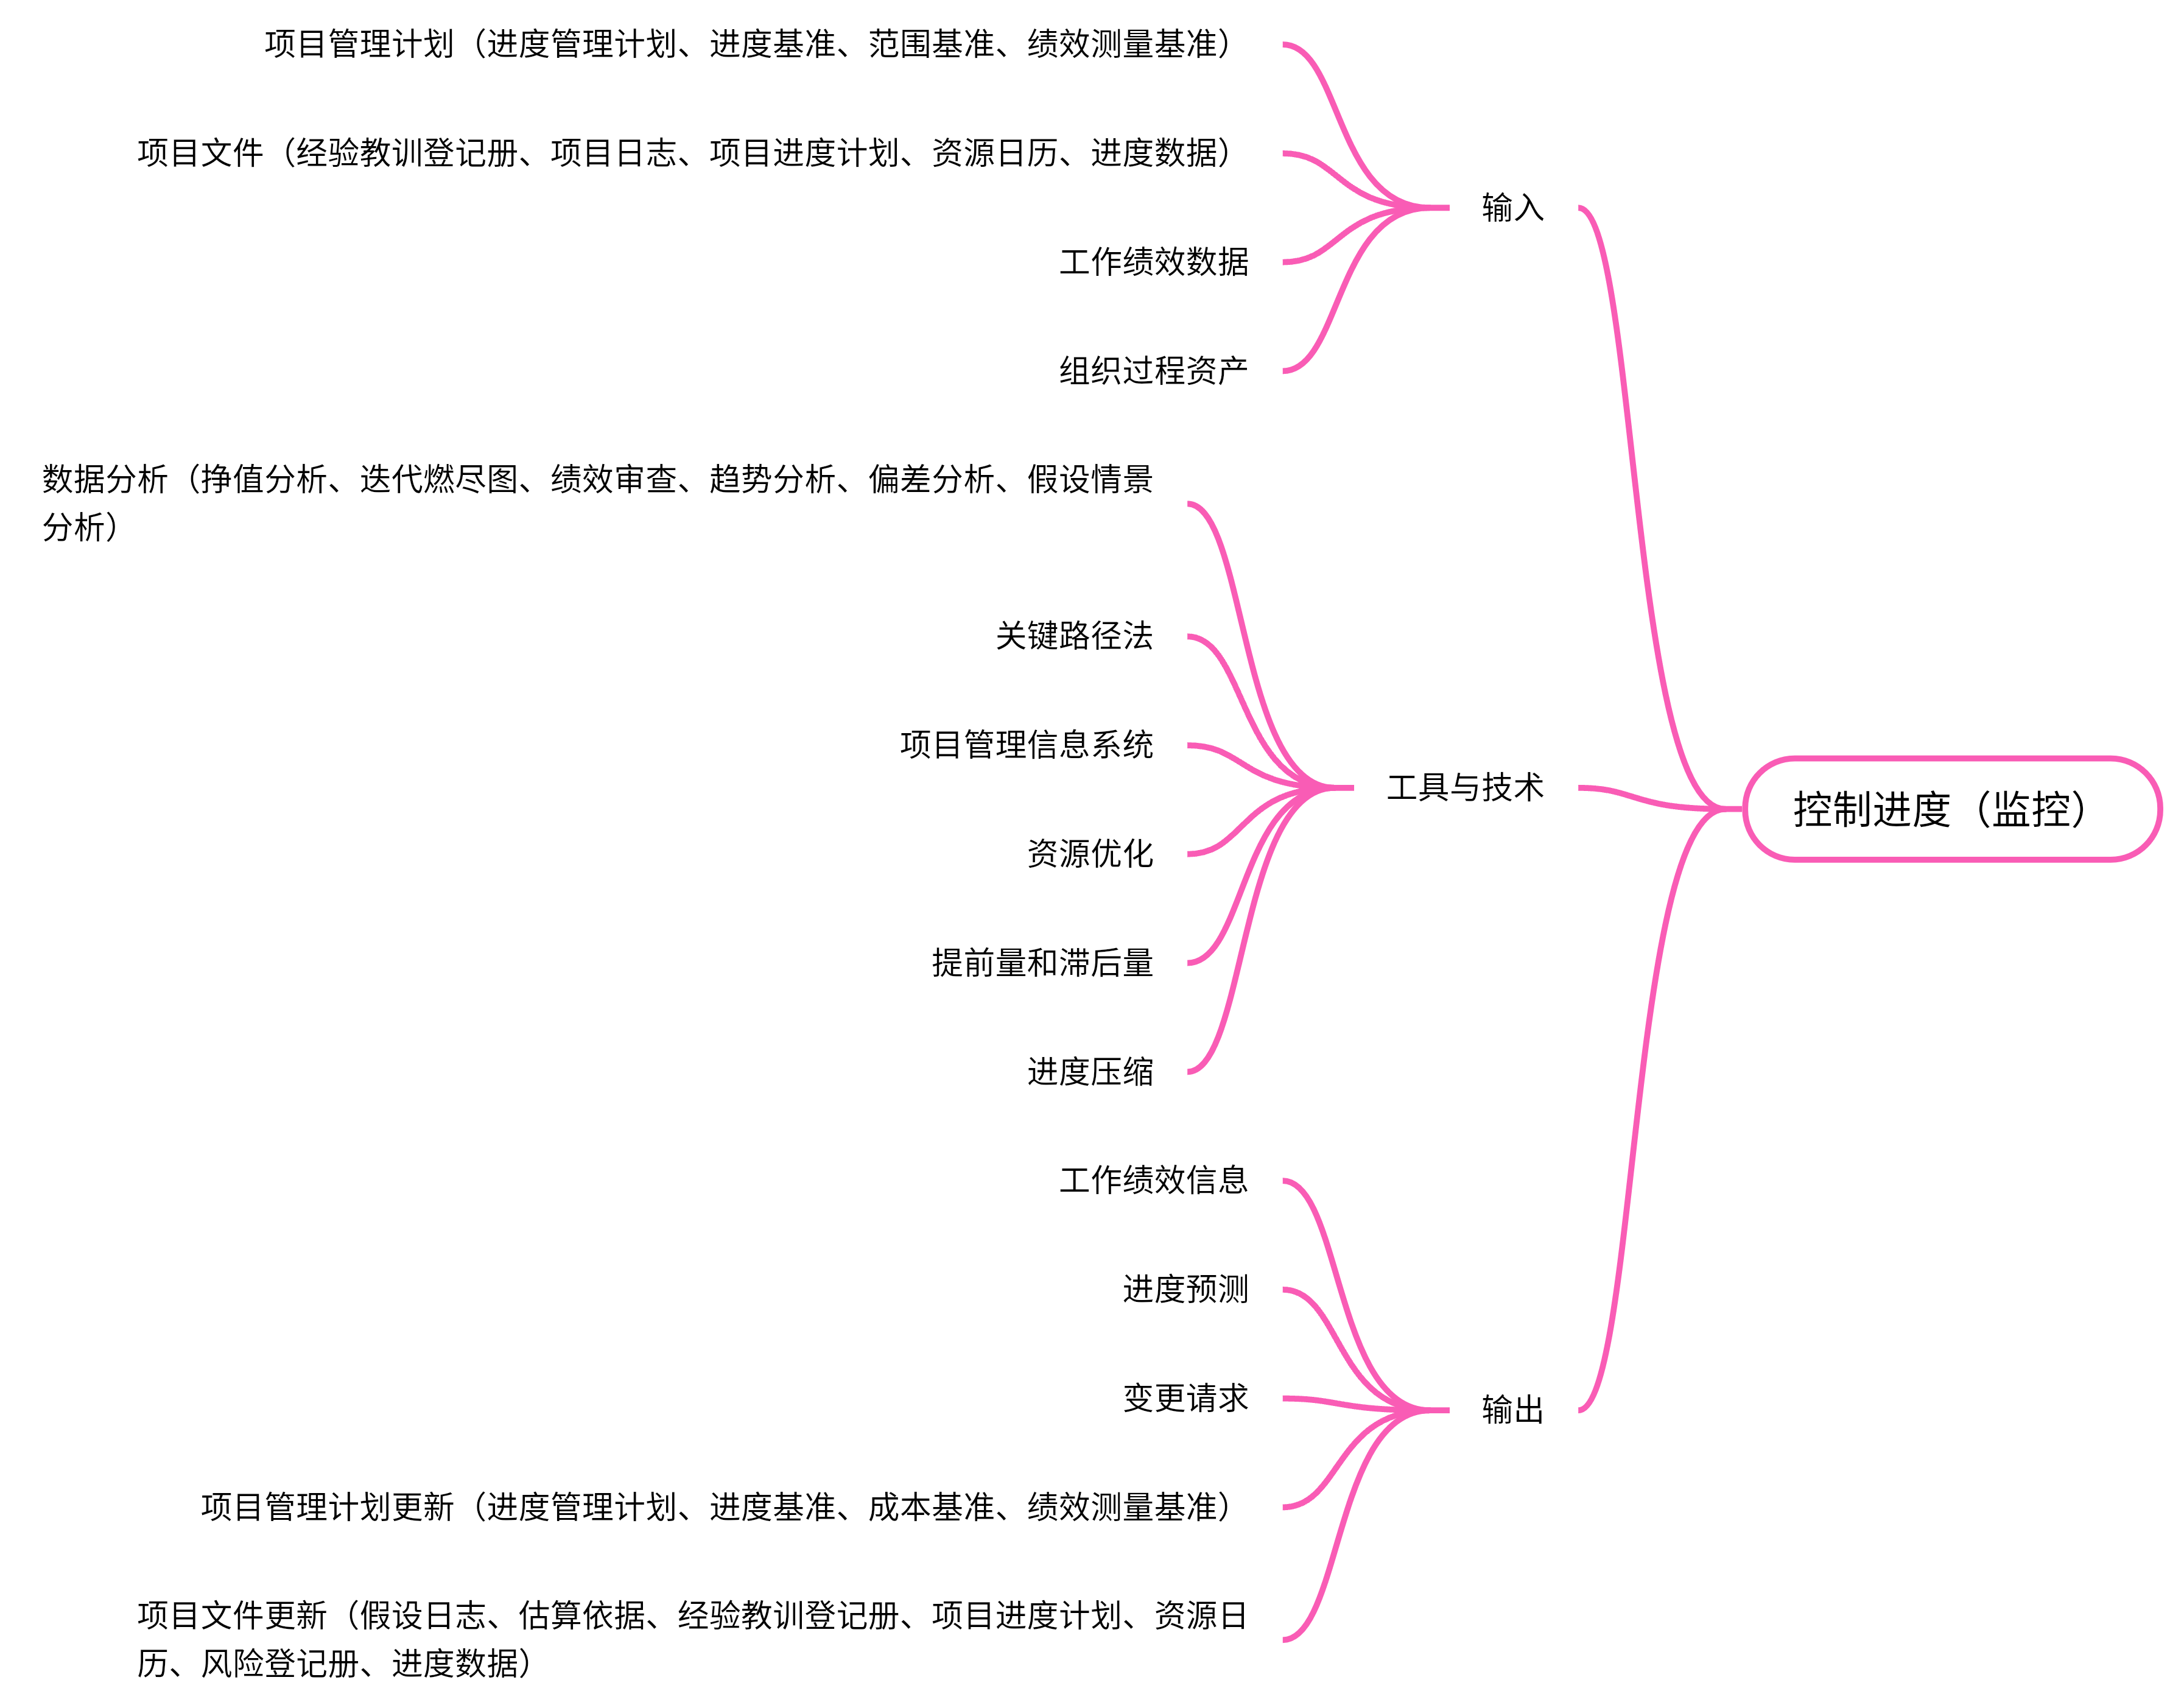 项目管理计划（进度管理计划、进度基准、范围基准、绩效测量基准）
项目文件（经验教训登记册、项目日志、项目进度计划、资源日历、进度数据）
输入
工作绩效数据
组织过程资产
数据分析（挣值分析、迭代燃尽图、绩效审查、趋势分析、偏差分析、假设情景
分析）
关键路径法
项目管理信息系统
工具与技术
控制进度（监控）
资源优化
提前量和滞后量
进度压缩
工作绩效信息
进度预测
变更请求
输出
项目管理计划更新（进度管理计划、进度基准、成本基准、绩效测量基准）
项目文件更新（假设日志、估算依据、经验教训登记册、项目进度计划、资源日
历、风险登记册、进度数据）